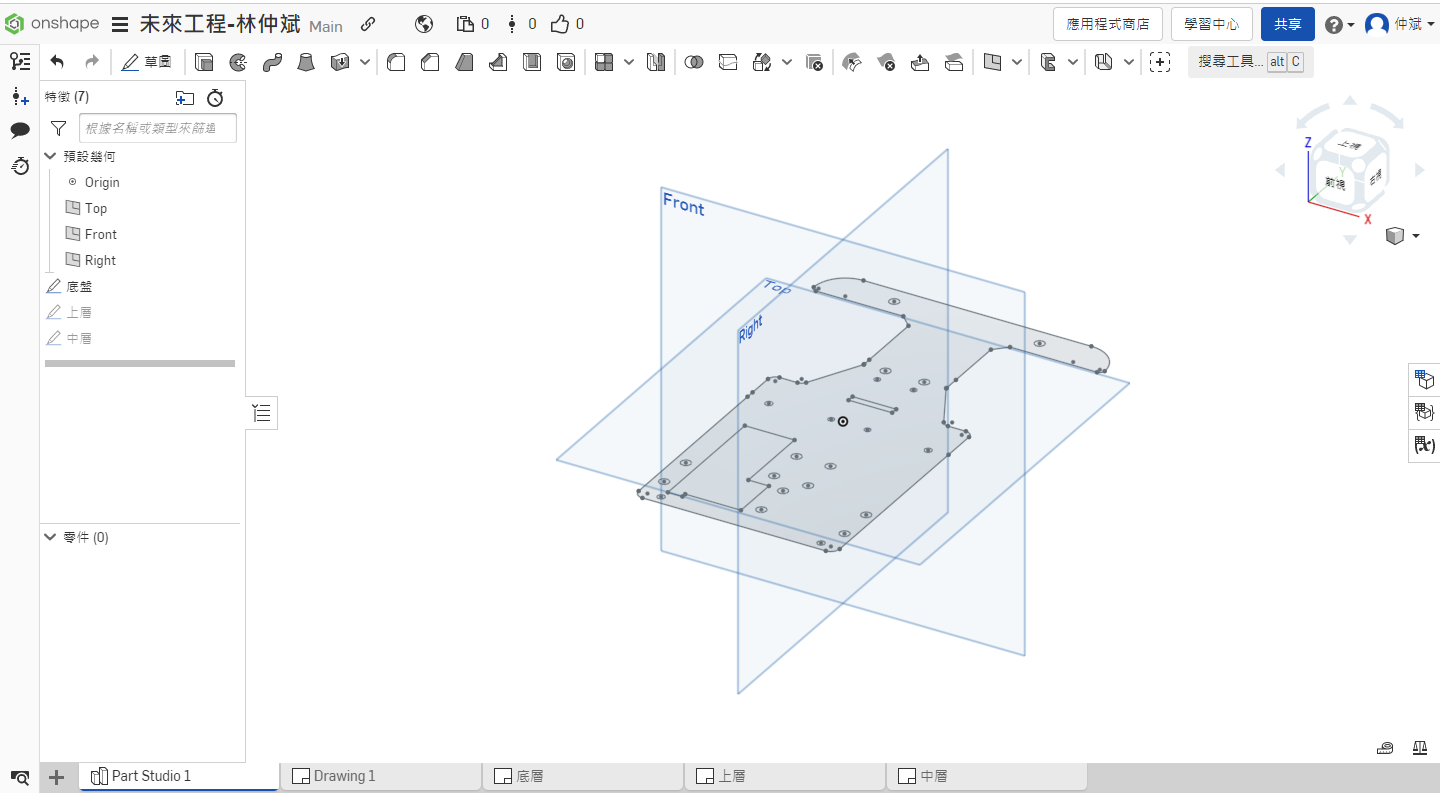 onshape 未來工程-林仲斌 Main 0 0 0 應用程式商店 學習中心 共享 仲斌
草圖 搜尋工具... alt C
特徵 (7)
根據名稱或類型來篩選
預設幾何
Origin
Top
Front
Right
底盤
上層
中層
零件 (0)
Front
Top
Right
Z
上視
前視
右視
Y
X
(x)
Part Studio 1 Drawing 1 底層 上層 中層